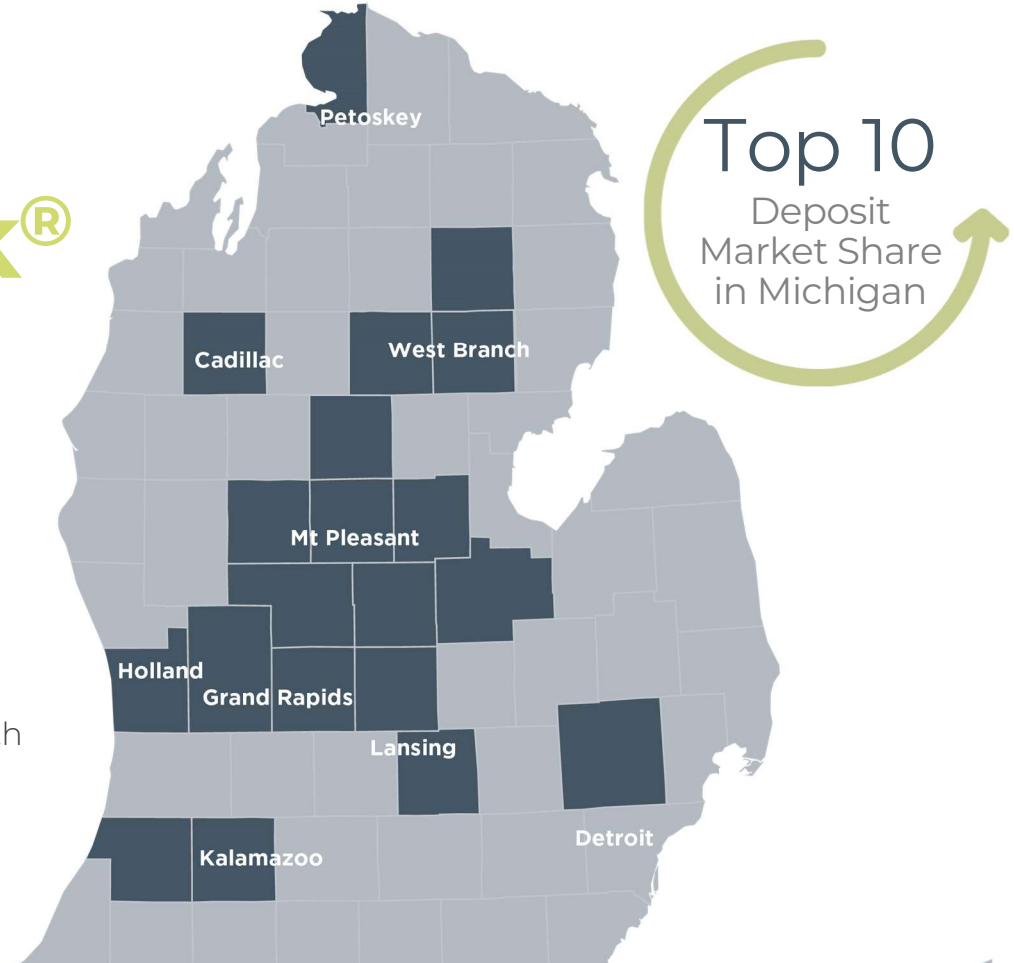 Petoskey
Top 10
Deposit
Market Share
in Michigan
k®
Cadillac
West Branch
Mt Pleasant
Holland
Grand Rapids
th
Lansing
Detroit
Kalamazoo